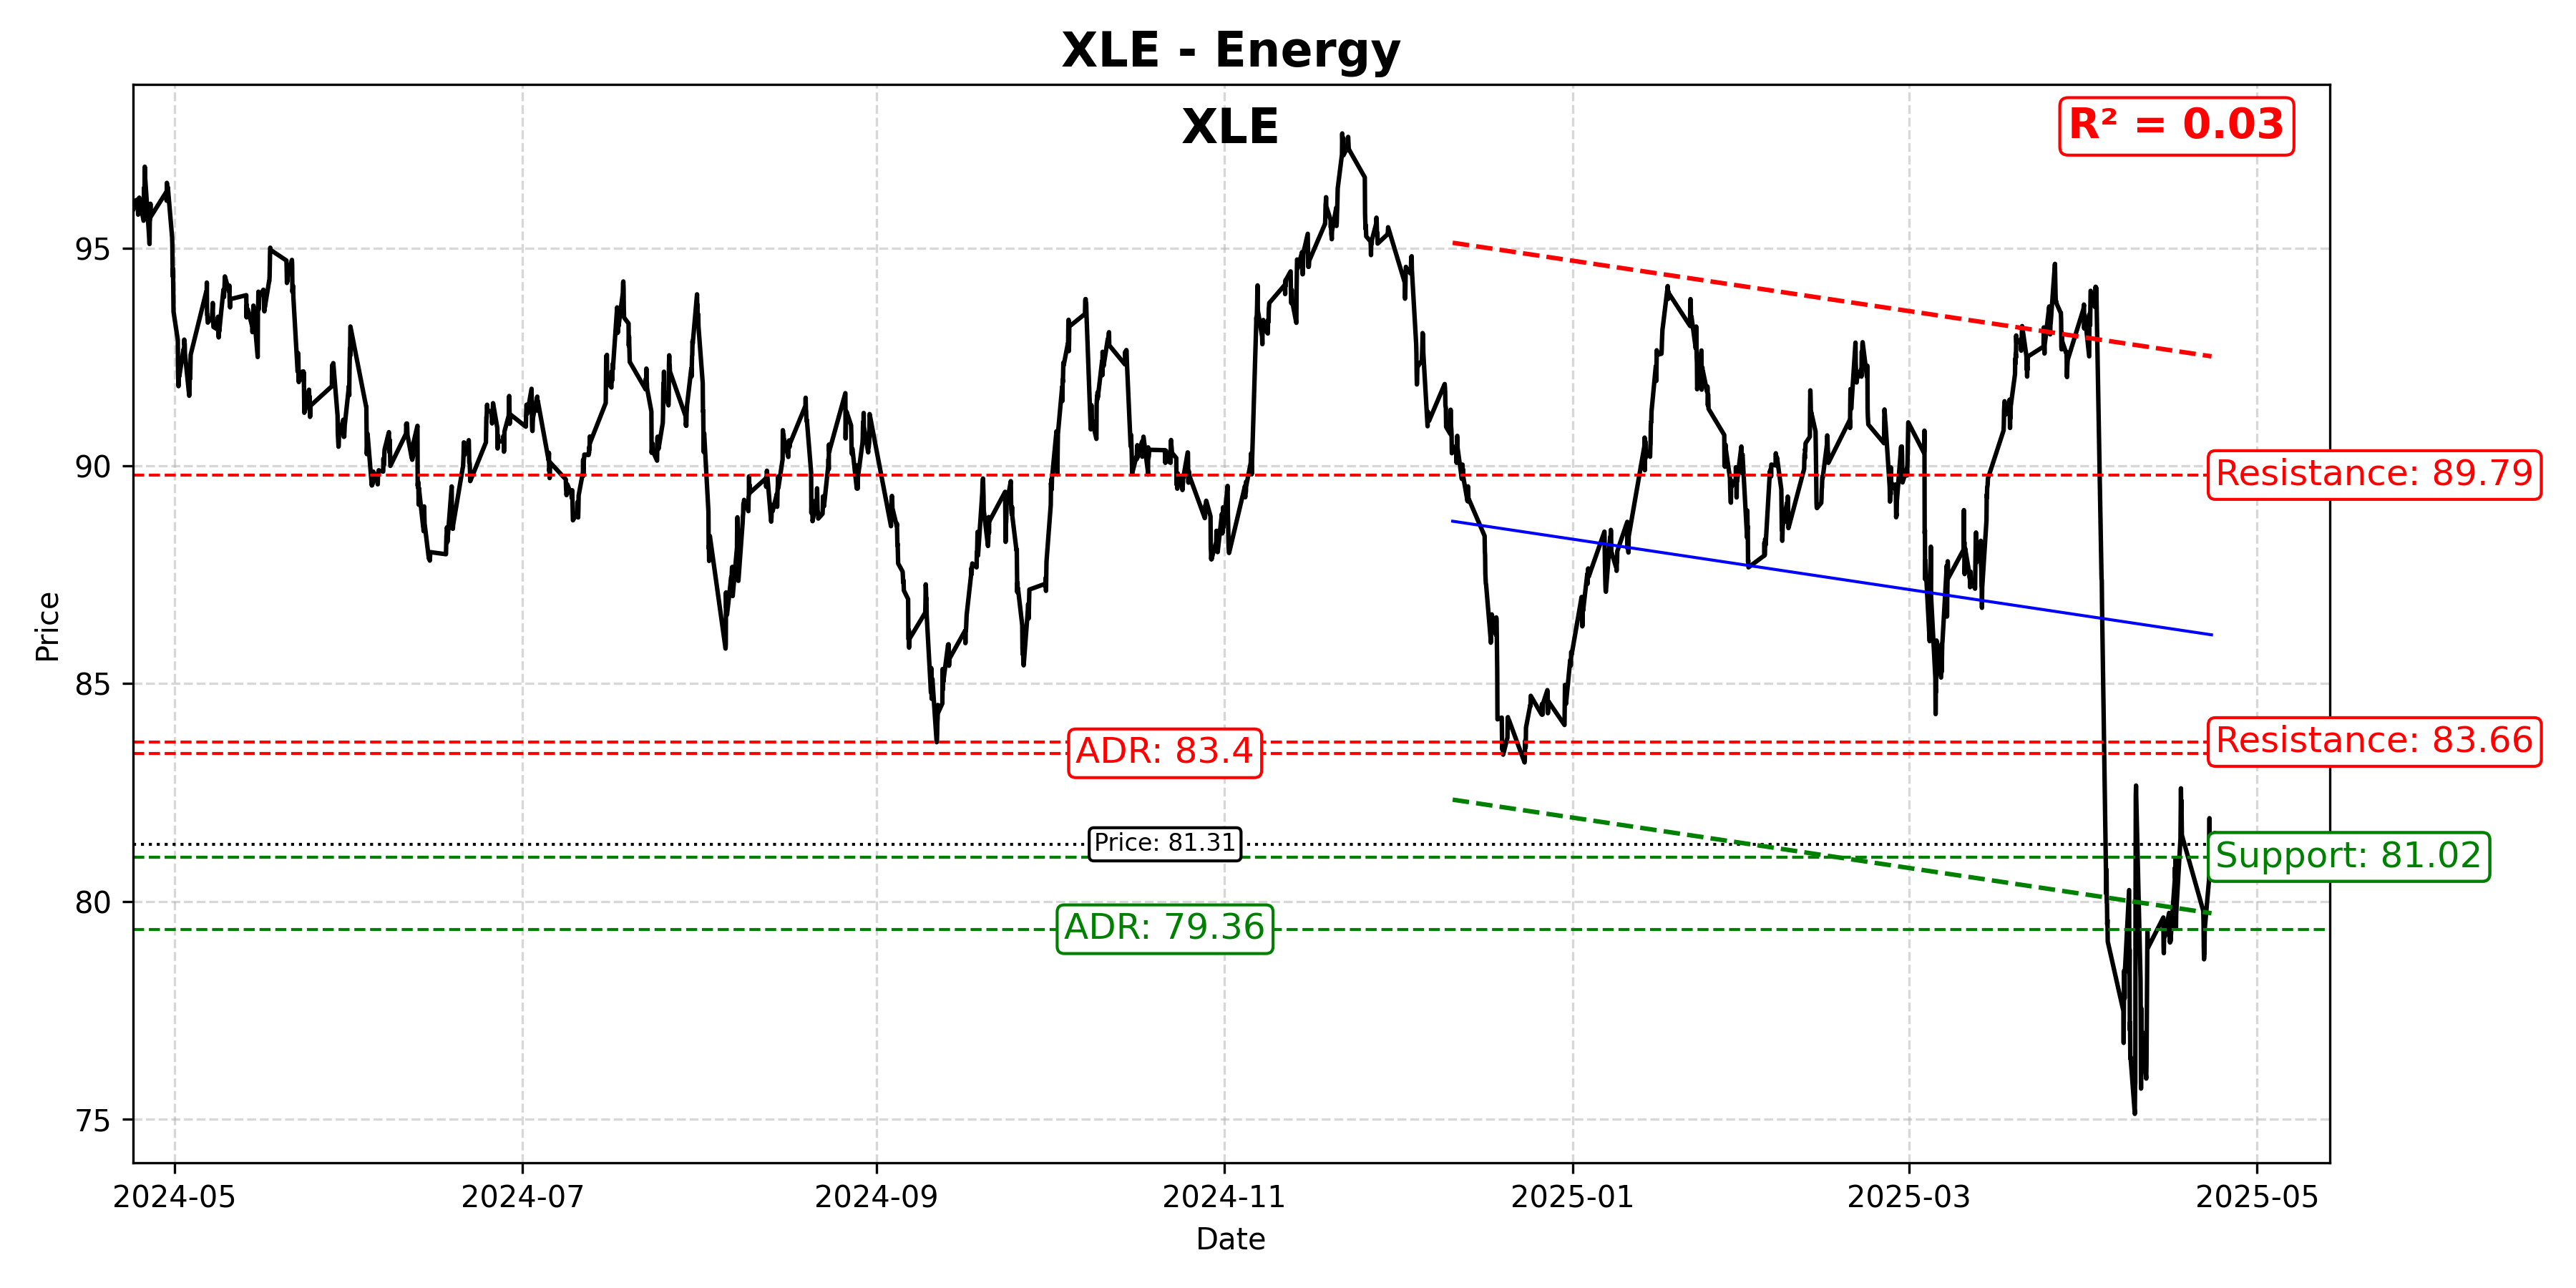 XLE - Energy
XLE
R² = 0.03
95
90
85
80
75
Price
Resistance: 89.79
Resistance: 83.66
ADR: 83.4
Price: 81.31
Support: 81.02
ADR: 79.36
2024-05
2024-07
2024-09
2024-11
2025-01
2025-03
2025-05
Date